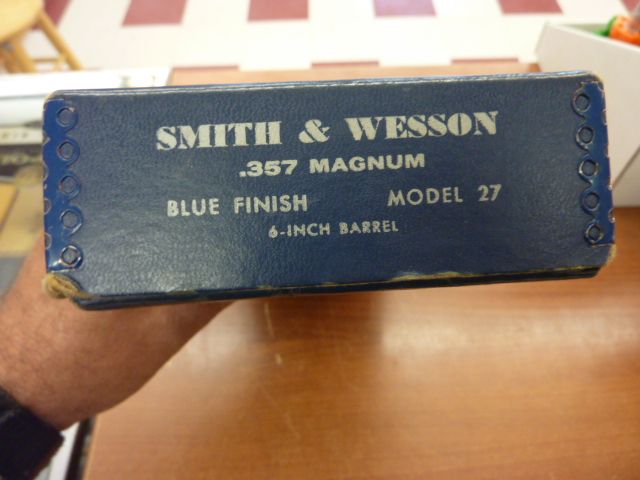 SMITH & WESSON
.357 MAGNUM
BLUE FINISH MODEL 27
6-INCH BARREL